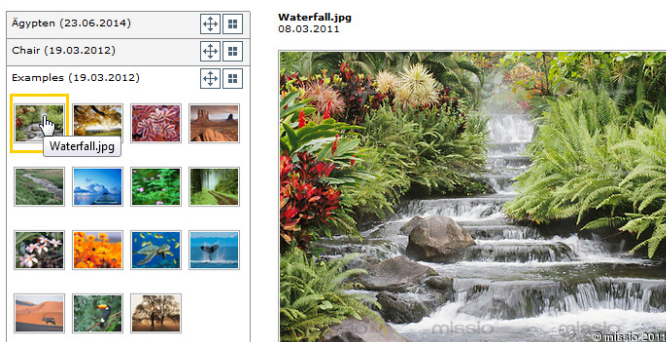 Ägypten (23.06.2014)
Chair (19.03.2012)
Examples (19.03.2012)
Waterfall.jpg
Waterfall.jpg
08.03.2011
missio
missio
© missio 2011